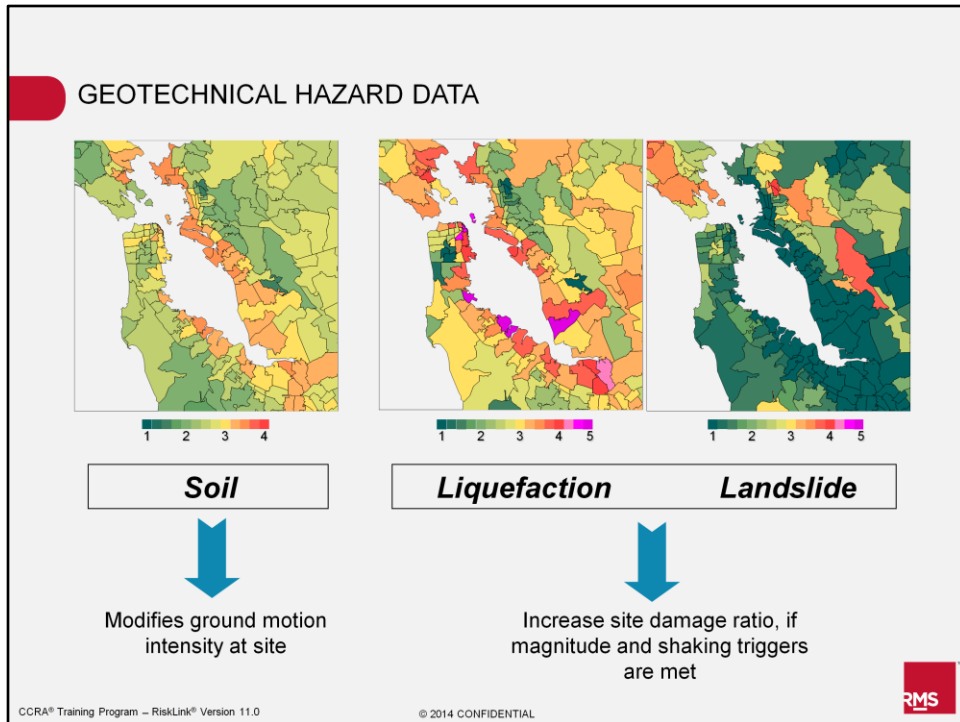 GEOTECHNICAL HAZARD DATA
1 2 3 4
1 2 3 4 5
1 2 3 4 5
Soil
Liquefaction Landslide
Modifies ground motion
intensity at site
Increase site damage ratio, if
magnitude and shaking triggers
are met
CCRA® Training Program – RiskLink® Version 11.0
© 2014 CONFIDENTIAL
RMS